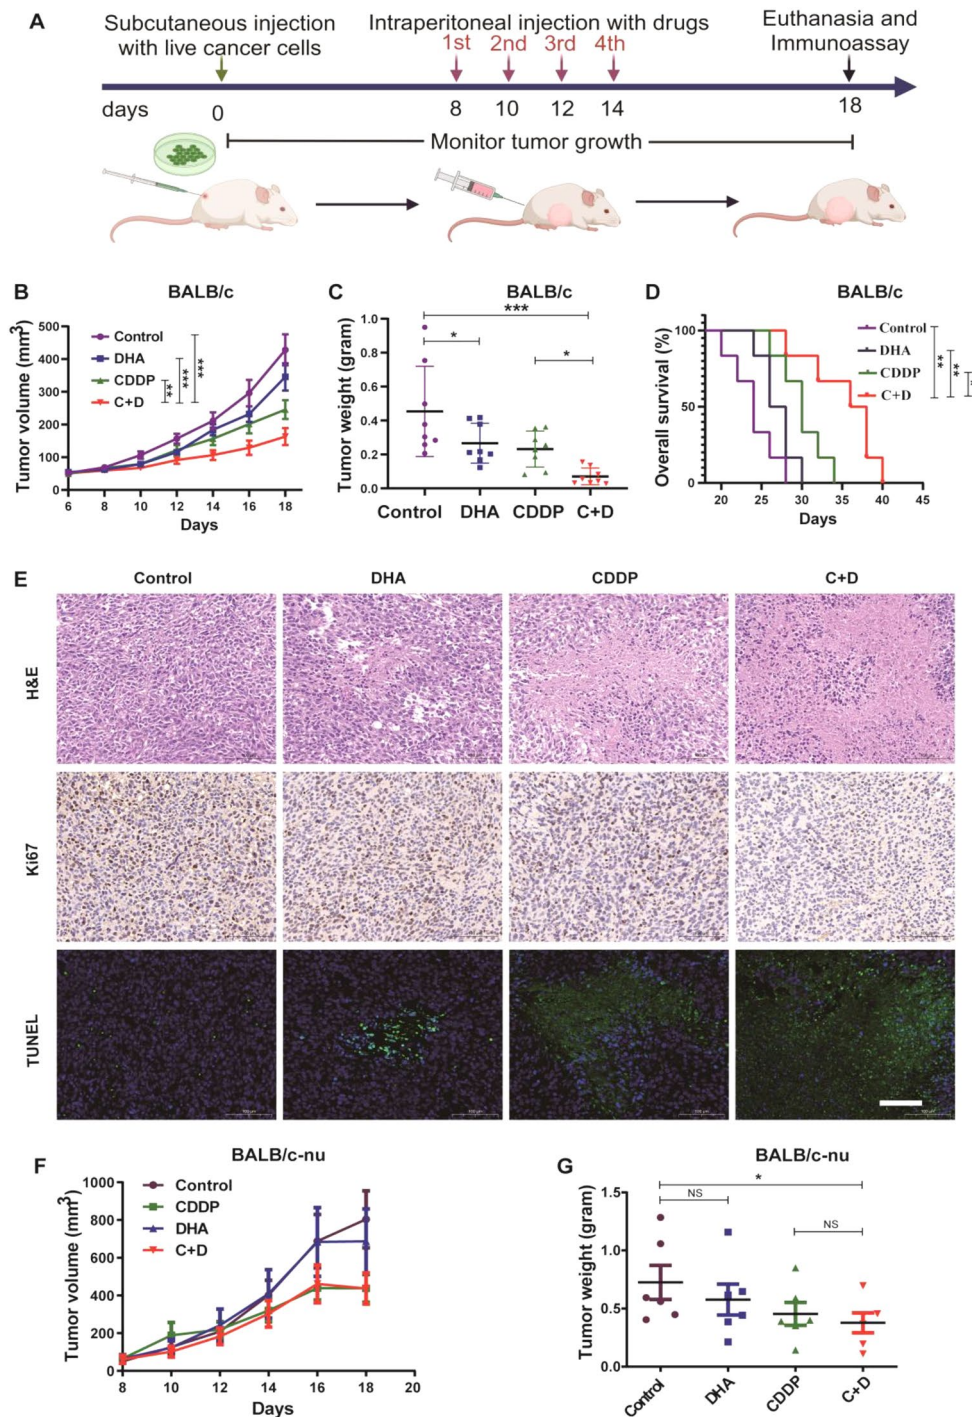 A
Subcutaneous injection
with live cancer cells
Intraperitoneal injection with drugs
1st 2nd 3rd 4th
Euthanasia and
Immunoassay
days 0 8 10 12 14 18
Monitor tumor growth
B BALB/c
Tumor volume (mm3)
500
400
300
200
100
0
6 8 10 12 14 16 18
Days
Control
DHA
CDDP
C+D
**
***
***
C BALB/c
Tumor weight (gram)
1.0
0.8
0.6
0.4
0.2
0.0
***
* *
Control DHA CDDP C+D
D BALB/c
Overall survival (%)
100
50
0
20 25 30 35 40 45
Days
Control
DHA
CDDP
C+D
**
**
E Control DHA CDDP C+D
H&E
Ki67
TUNEL
F BALB/c-nu
Tumor volume (mm3)
1000
800
600
400
200
0
8 10 12 14 16 18 20
Days
Control
CDDP
DHA
C+D
G BALB/c-nu
Tumor weight (gram)
1.5
1.0
0.5
0.0
*
NS NS
Control DHA CDDP C+D